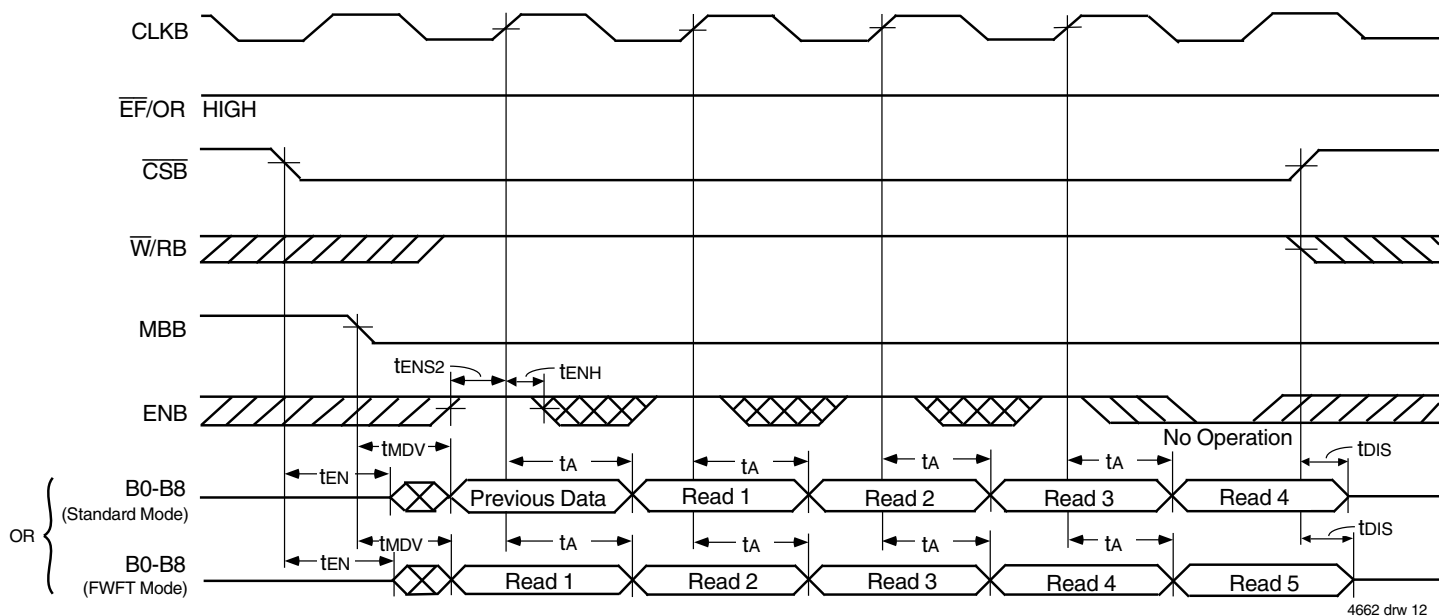 CLKB
EF/OR HIGH
CSB
W/RB
MBB
tENS2 tENH
ENB
No Operation
tMDV
tEN tA tA tA tA tDIS
B0-B8
(Standard Mode)
Previous Data Read 1 Read 2 Read 3 Read 4
OR
tMDV
tEN tA tA tA tA tDIS
B0-B8
(FWFT Mode)
Read 1 Read 2 Read 3 Read 4 Read 5
4662 drw 12